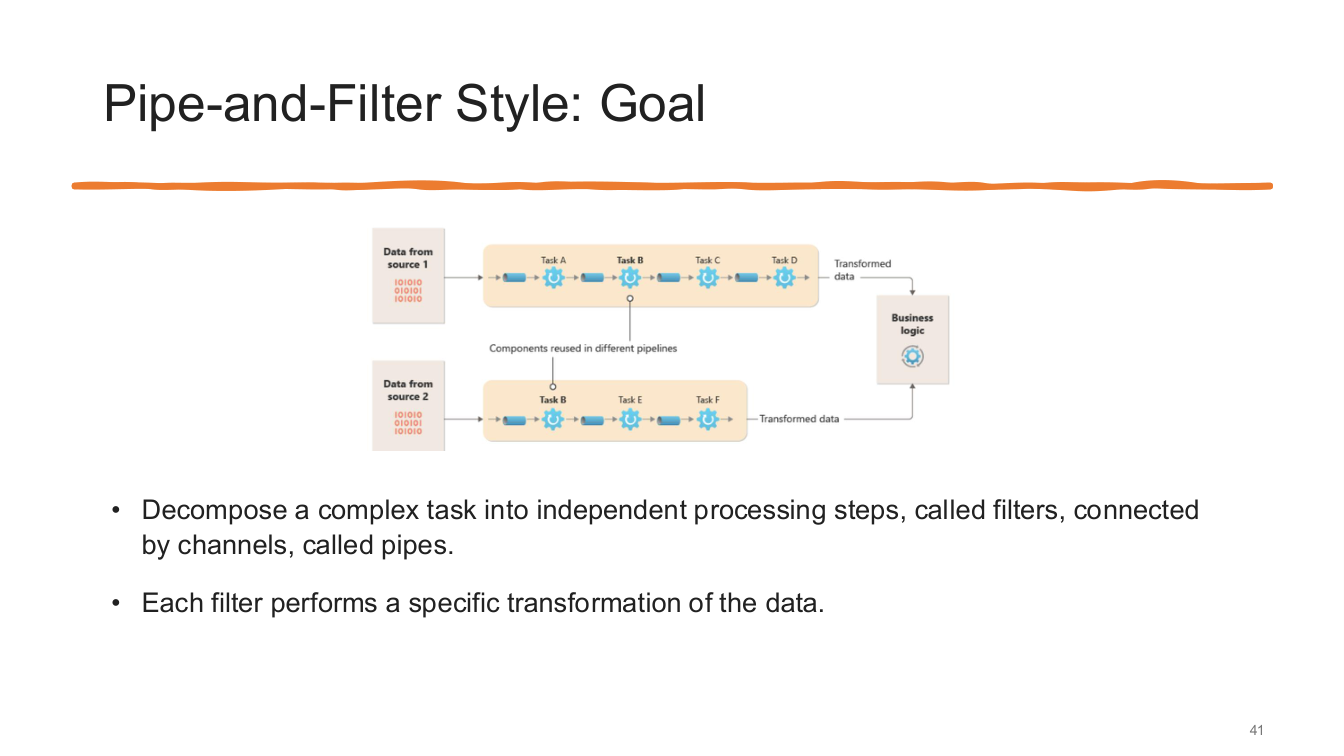 Pipe-and-Filter Style: Goal
Data from
source 1
101010
010101
101010
Task A
Task B
Task C
Task D
Transformed
data
Business
logic
Components reused in different pipelines
Data from
source 2
101010
010101
101010
Task B
Task E
Task F
Transformed data
• Decompose a complex task into independent processing steps, called filters, connected
by channels, called pipes.
• Each filter performs a specific transformation of the data.
41